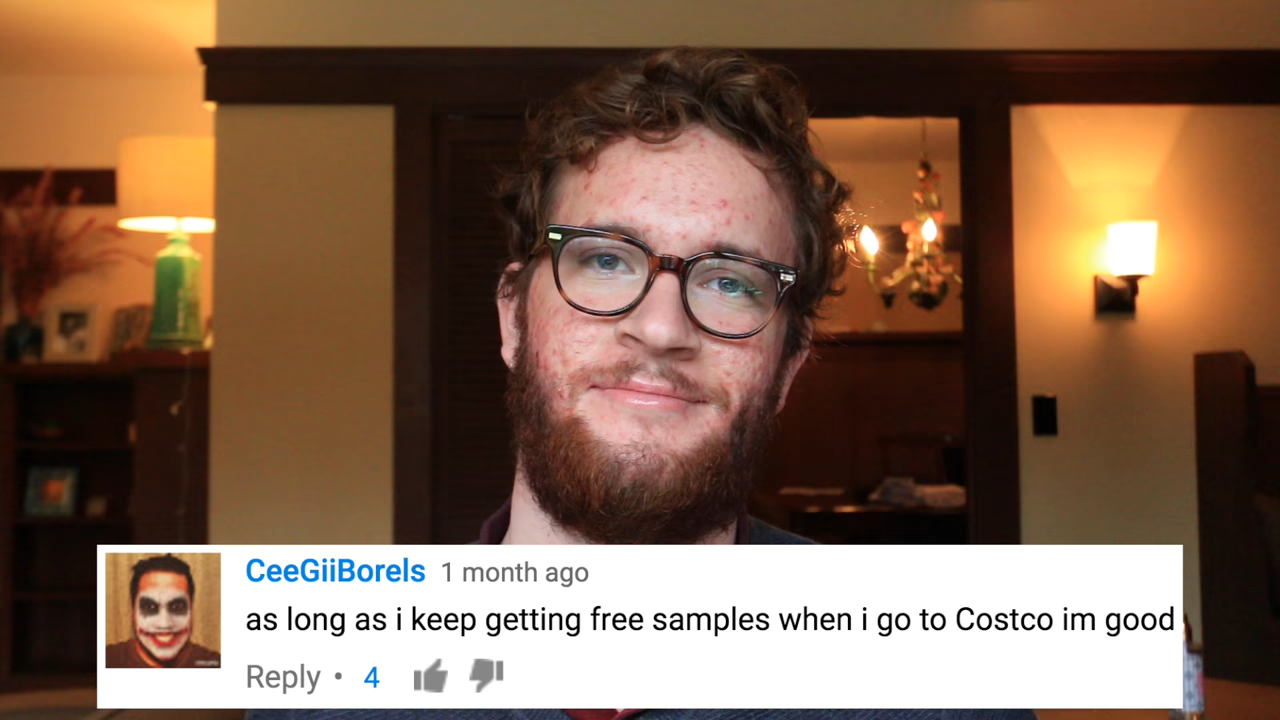 CeeGiiBorels 1 month ago
as long as i keep getting free samples when i go to Costco im good
Reply • 4